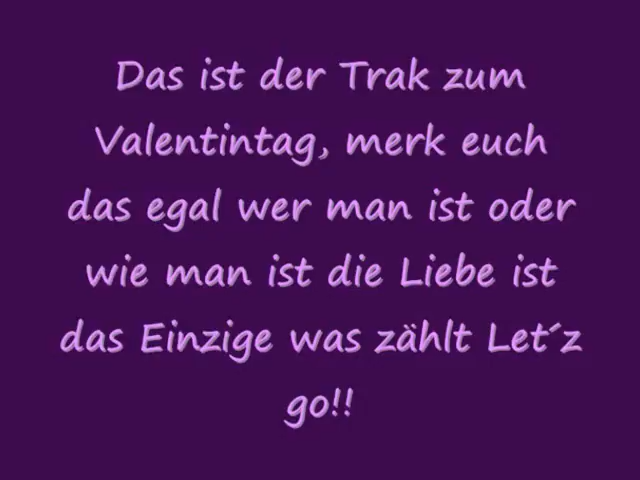 Das ist der Trak zum
Valentintag, merk euch
das egal wer man ist oder
wie man ist die Liebe ist
das Einzige was zählt Let´z
go!!